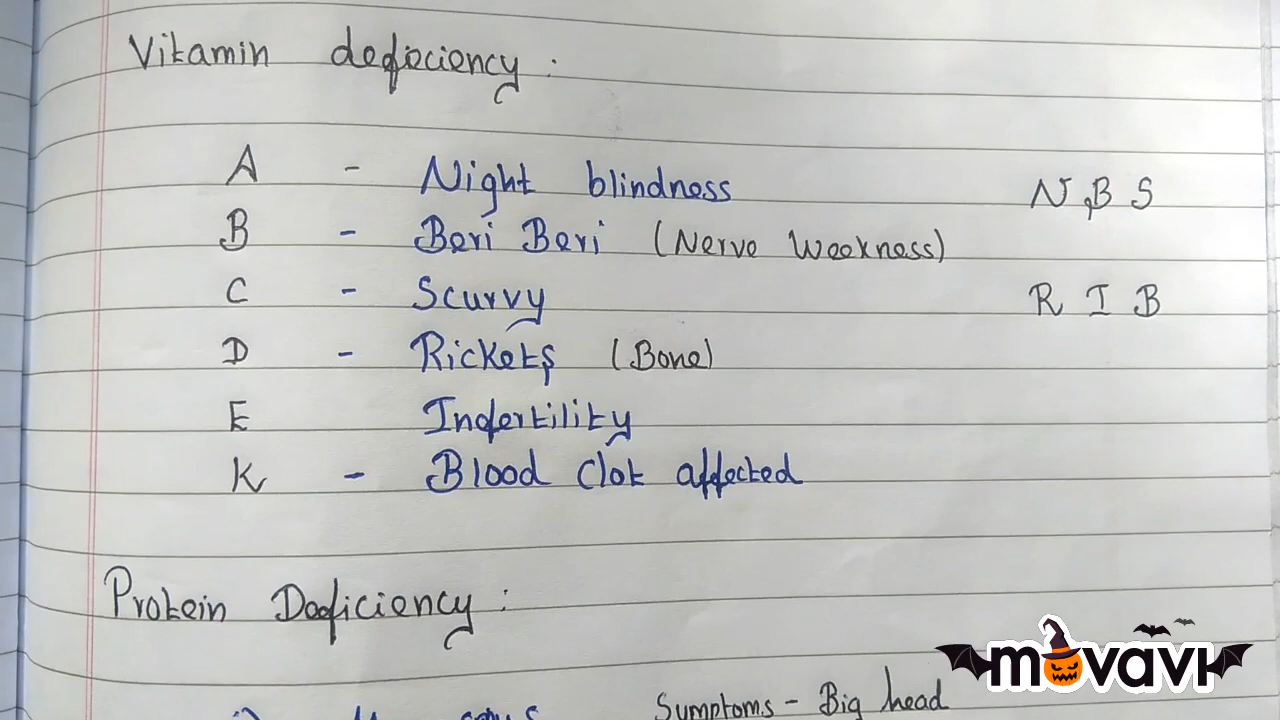 Vitamin deficiency :
A - Night blindness
N B S
B - Beri Beri (Nerve Weekness)
C - Scurvy
R I B
D - Rickets (Bone)
E Infertility
K - Blood Clot affected
Protein Deficiency :
Symptoms - Big head
movavi